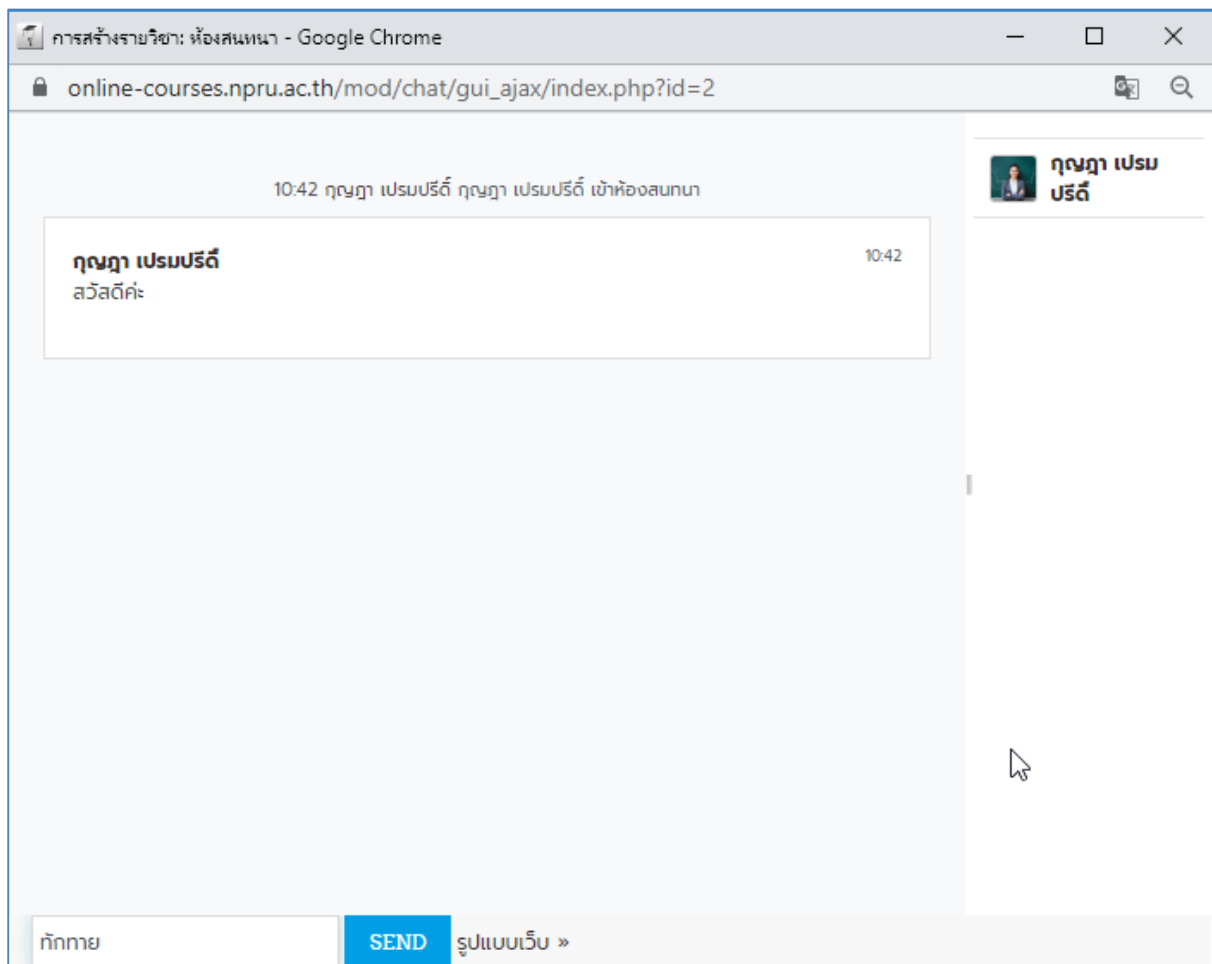 การสร้างรายวิชา: ห้องสนทนา - Google Chrome
online-courses.npru.ac.th/mod/chat/gui_ajax/index.php?id=2
10:42 กุญฎา เปรมปรีดิ์ กุญฎา เปรมปรีดิ์ เข้าห้องสนทนา
กุญฎา เปรมปรีดิ์ 10:42
สวัสดีค่ะ
กุญฎา เปรม
ปรีดิ์
ทักทาย SEND รูปแบบเว็บ »